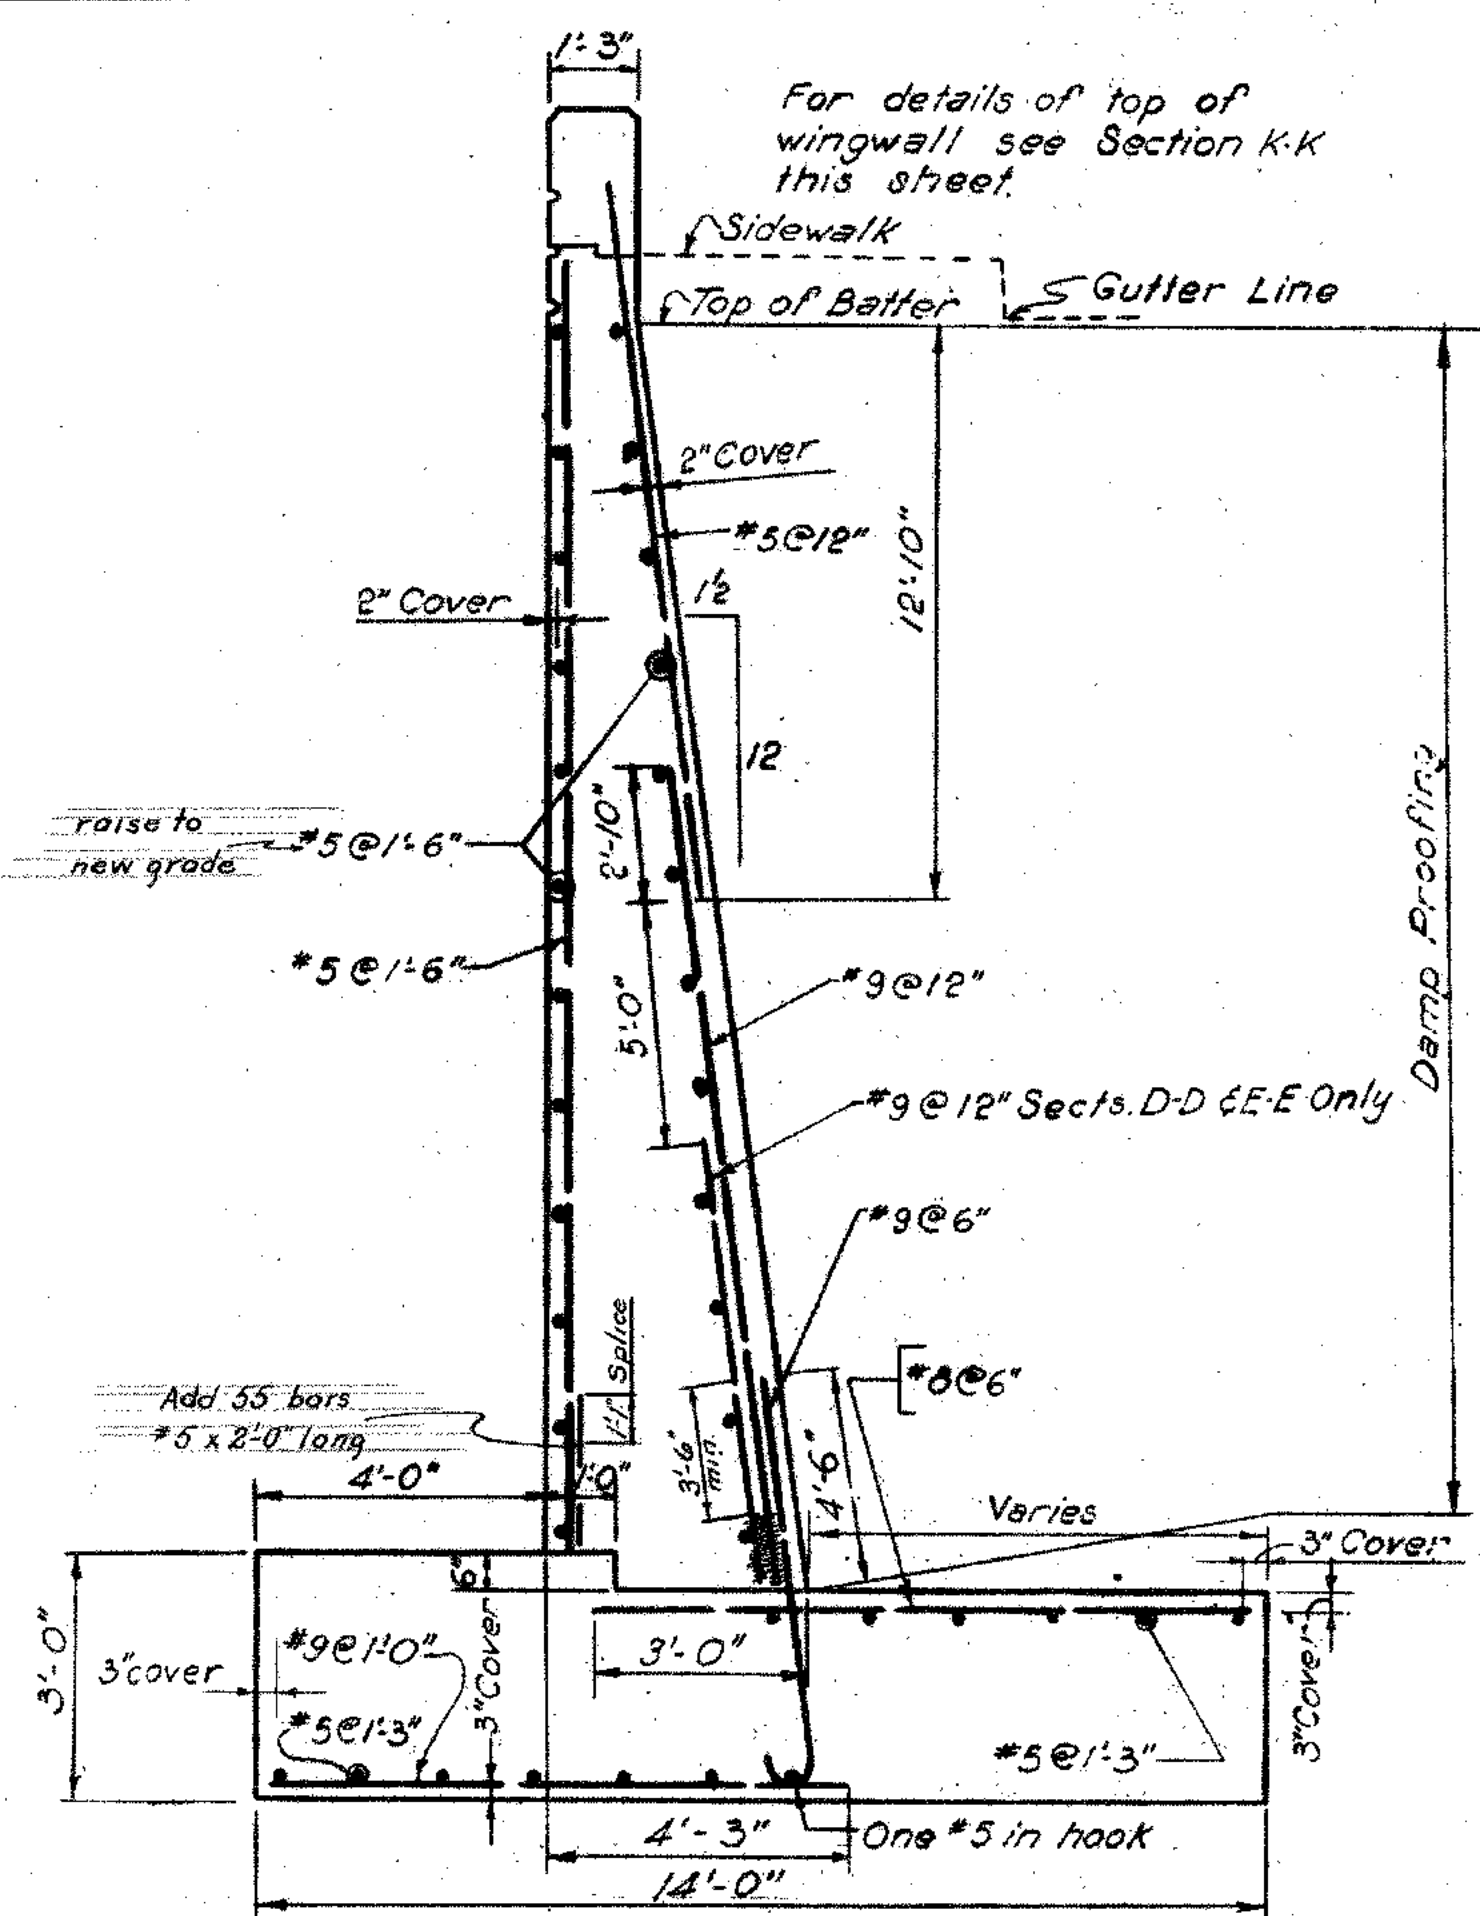 1'-3"
For details of top of
wingwall see Section K-K
this sheet.
Sidewalk
Top of Batter
Gutter Line
2" Cover
#5@12"
1½
12
12'-10"
2" Cover
raise to
new grade
#5@1'-6"
2'-10"
#5@1'-6"
5'-0"
#9@12"
#9@12" Sects. D-D & E-E Only
Damp Proofing
#9@6"
#8@6"
Splice
Add 55 bars
#5 x 2'-0" long
3'-6"
min.
4'-6"
4'-0"
1'-0"
Varies
3" Cover
6"
3'-0"
3" cover
#9@1'-0"
3" Cover
#5@1'-3"
3'-0"
#5@1'-3"
3" Cover
4'-3"
One #5 in hook
14'-0"